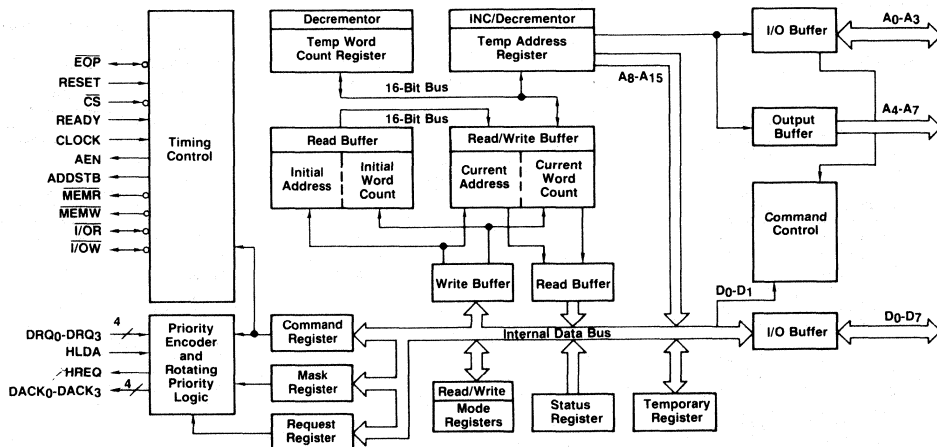 Decrementor
Temp Word
Count Register
INC/Decrementor
Temp Address
Register
I/O Buffer
A0-A3
A8-A15
16-Bit Bus
16-Bit Bus
EOP
RESET
CS
READY
CLOCK
AEN
ADDSTB
MEMR
MEMW
I/OR
I/OW
Timing
Control
Read Buffer
Initial
Address
Initial
Word
Count
Read/Write Buffer
Current
Address
Current
Word
Count
Output
Buffer
A4-A7
Command
Control
Write Buffer
Read Buffer
D0-D1
DRQ0-DRQ3
4
HLDA
HREQ
DACK0-DACK3
4
Priority
Encoder
and
Rotating
Priority
Logic
Command
Register
Mask
Register
Request
Register
Internal Data Bus
I/O Buffer
D0-D7
Read/Write
Mode
Registers
Status
Register
Temporary
Register